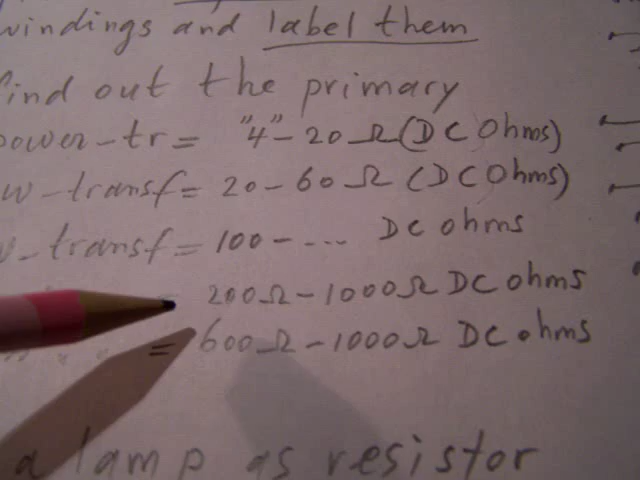 windings and label them
find out the primary
power-tr = "4"-20Ω (DC Ohms)
w-transf = 20-60Ω (DC Ohms)
-transf = 100-... DC ohms
200Ω-1000Ω DC ohms
= 600Ω-1000Ω DC ohms
a lamp as resistor